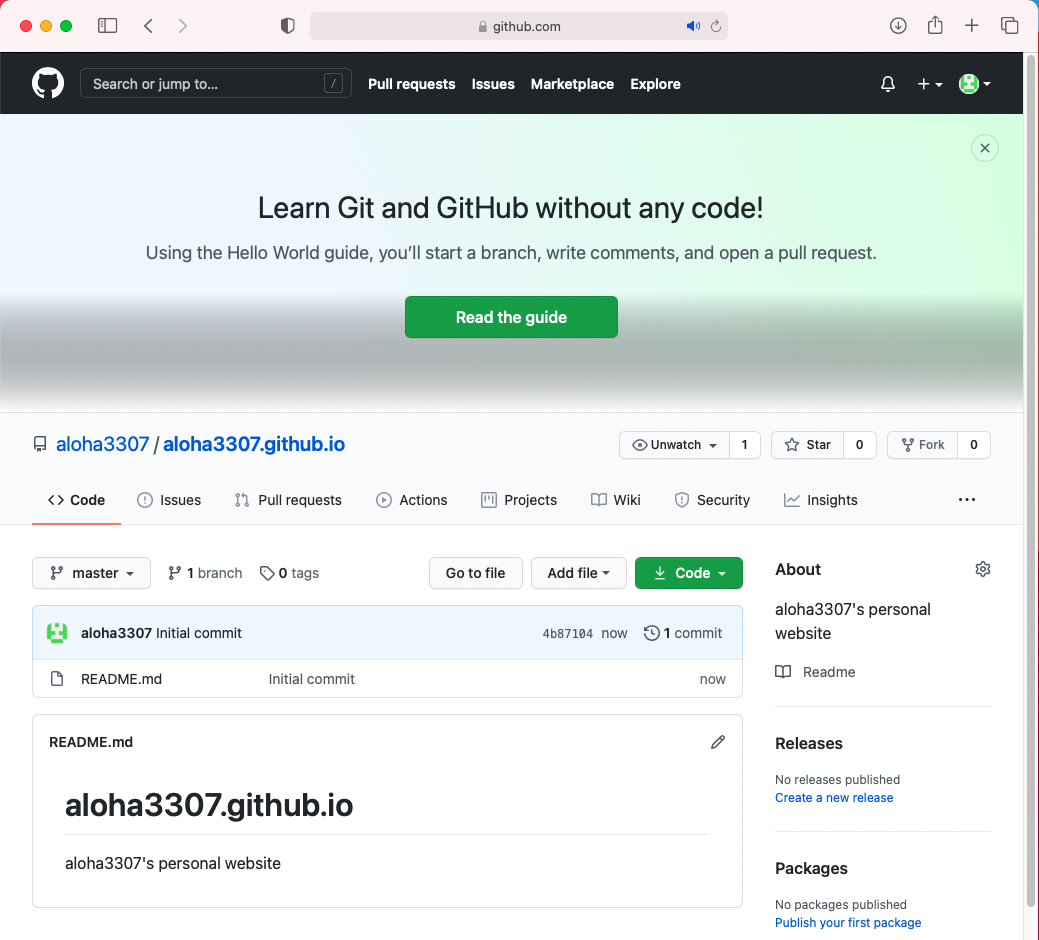 github.com
Search or jump to... /
Pull requests Issues Marketplace Explore
Learn Git and GitHub without any code!
Using the Hello World guide, you’ll start a branch, write comments, and open a pull request.
Read the guide
aloha3307 / aloha3307.github.io
Unwatch 1 Star 0 Fork 0
Code Issues Pull requests Actions Projects Wiki Security Insights ...
master 1 branch 0 tags Go to file Add file Code
aloha3307 Initial commit 4b87104 now 1 commit
README.md Initial commit now
README.md
aloha3307.github.io
aloha3307's personal website
About
aloha3307's personal
website
Readme
Releases
No releases published
Create a new release
Packages
No packages published
Publish your first package